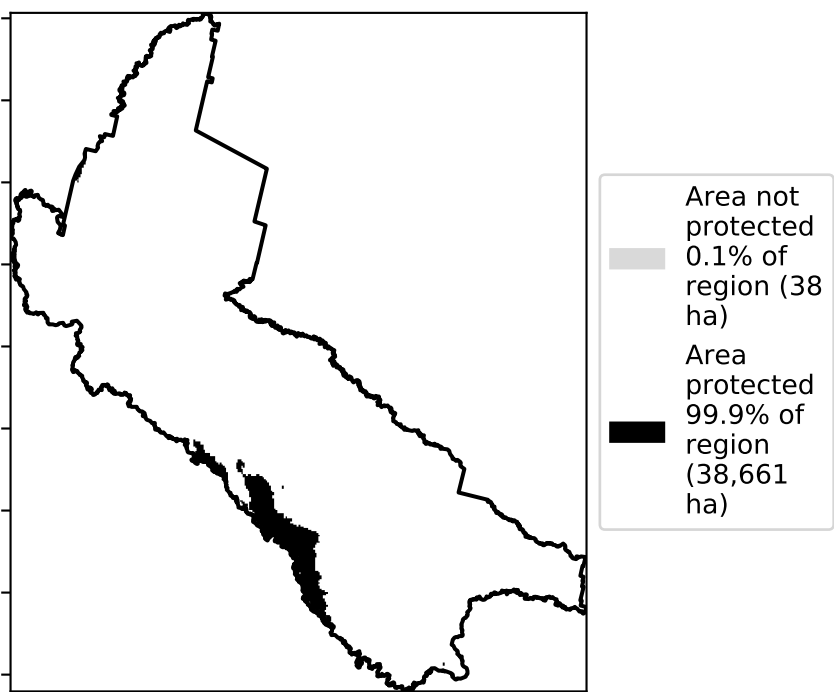 Area not
protected
0.1% of
region (38
ha)
Area
protected
99.9% of
region
(38,661
ha)